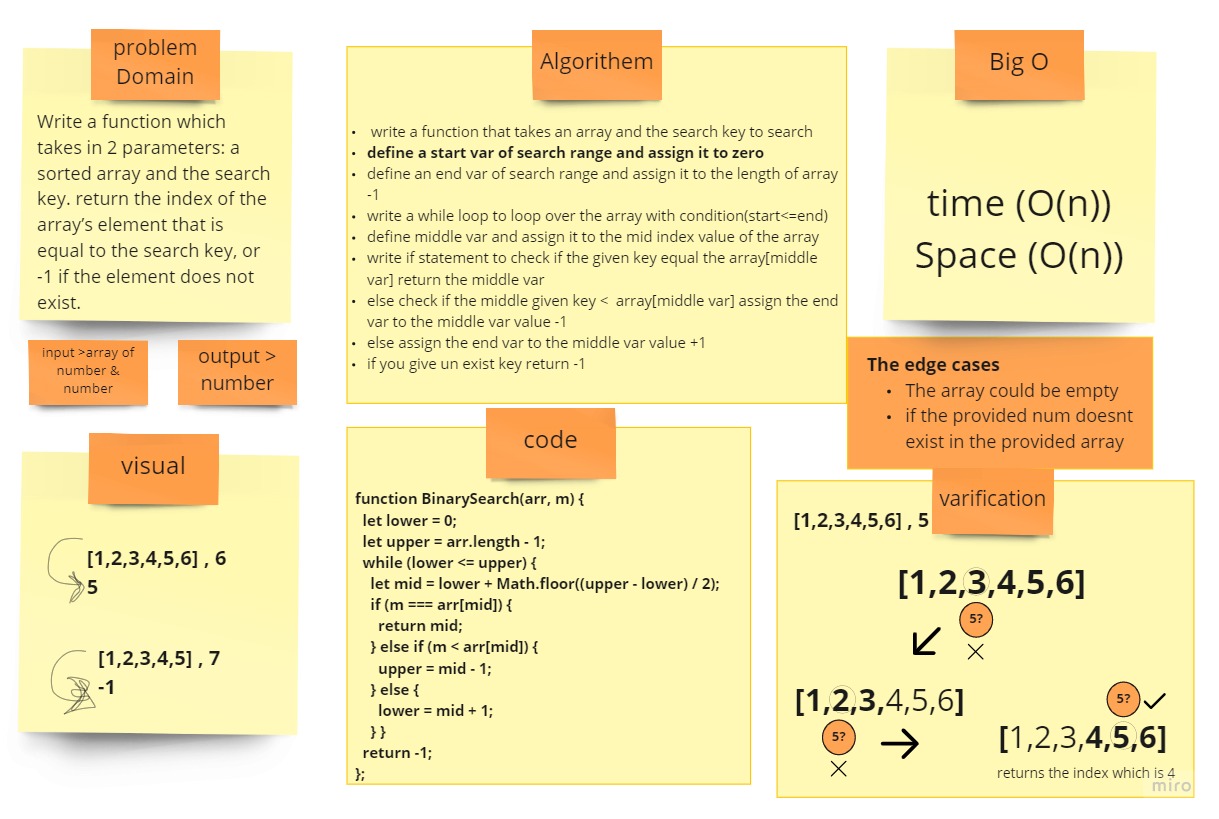 problem
Domain
Write a function which
takes in 2 parameters: a
sorted array and the search
key. return the index of the
array’s element that is
equal to the search key, or
-1 if the element does not
exist.
input >array of
number &
number
output >
number
visual
[1,2,3,4,5,6] , 6
5
[1,2,3,4,5] , 7
-1
Algorithem
• write a function that takes an array and the search key to search
• define a start var of search range and assign it to zero
• define an end var of search range and assign it to the length of array
-1
• write a while loop to loop over the array with condition(start<=end)
• define middle var and assign it to the mid index value of the array
• write if statement to check if the given key equal the array[middle
var] return the middle var
• else check if the middle given key < array[middle var] assign the end
var to the middle var value -1
• else assign the end var to the middle var value +1
• if you give un exist key return -1
code
function BinarySearch(arr, m) {
let lower = 0;
let upper = arr.length - 1;
while (lower <= upper) {
let mid = lower + Math.floor((upper - lower) / 2);
if (m === arr[mid]) {
return mid;
} else if (m < arr[mid]) {
upper = mid - 1;
} else {
lower = mid + 1;
} }
return -1;
};
Big O
time (O(n))
Space (O(n))
The edge cases
• The array could be empty
• if the provided num doesnt
exist in the provided array
varification
[1,2,3,4,5,6] , 5
[1,2,3,4,5,6]
5?
[1,2,3,4,5,6]
5?
5?
[1,2,3,4,5,6]
returns the index which is 4
miro